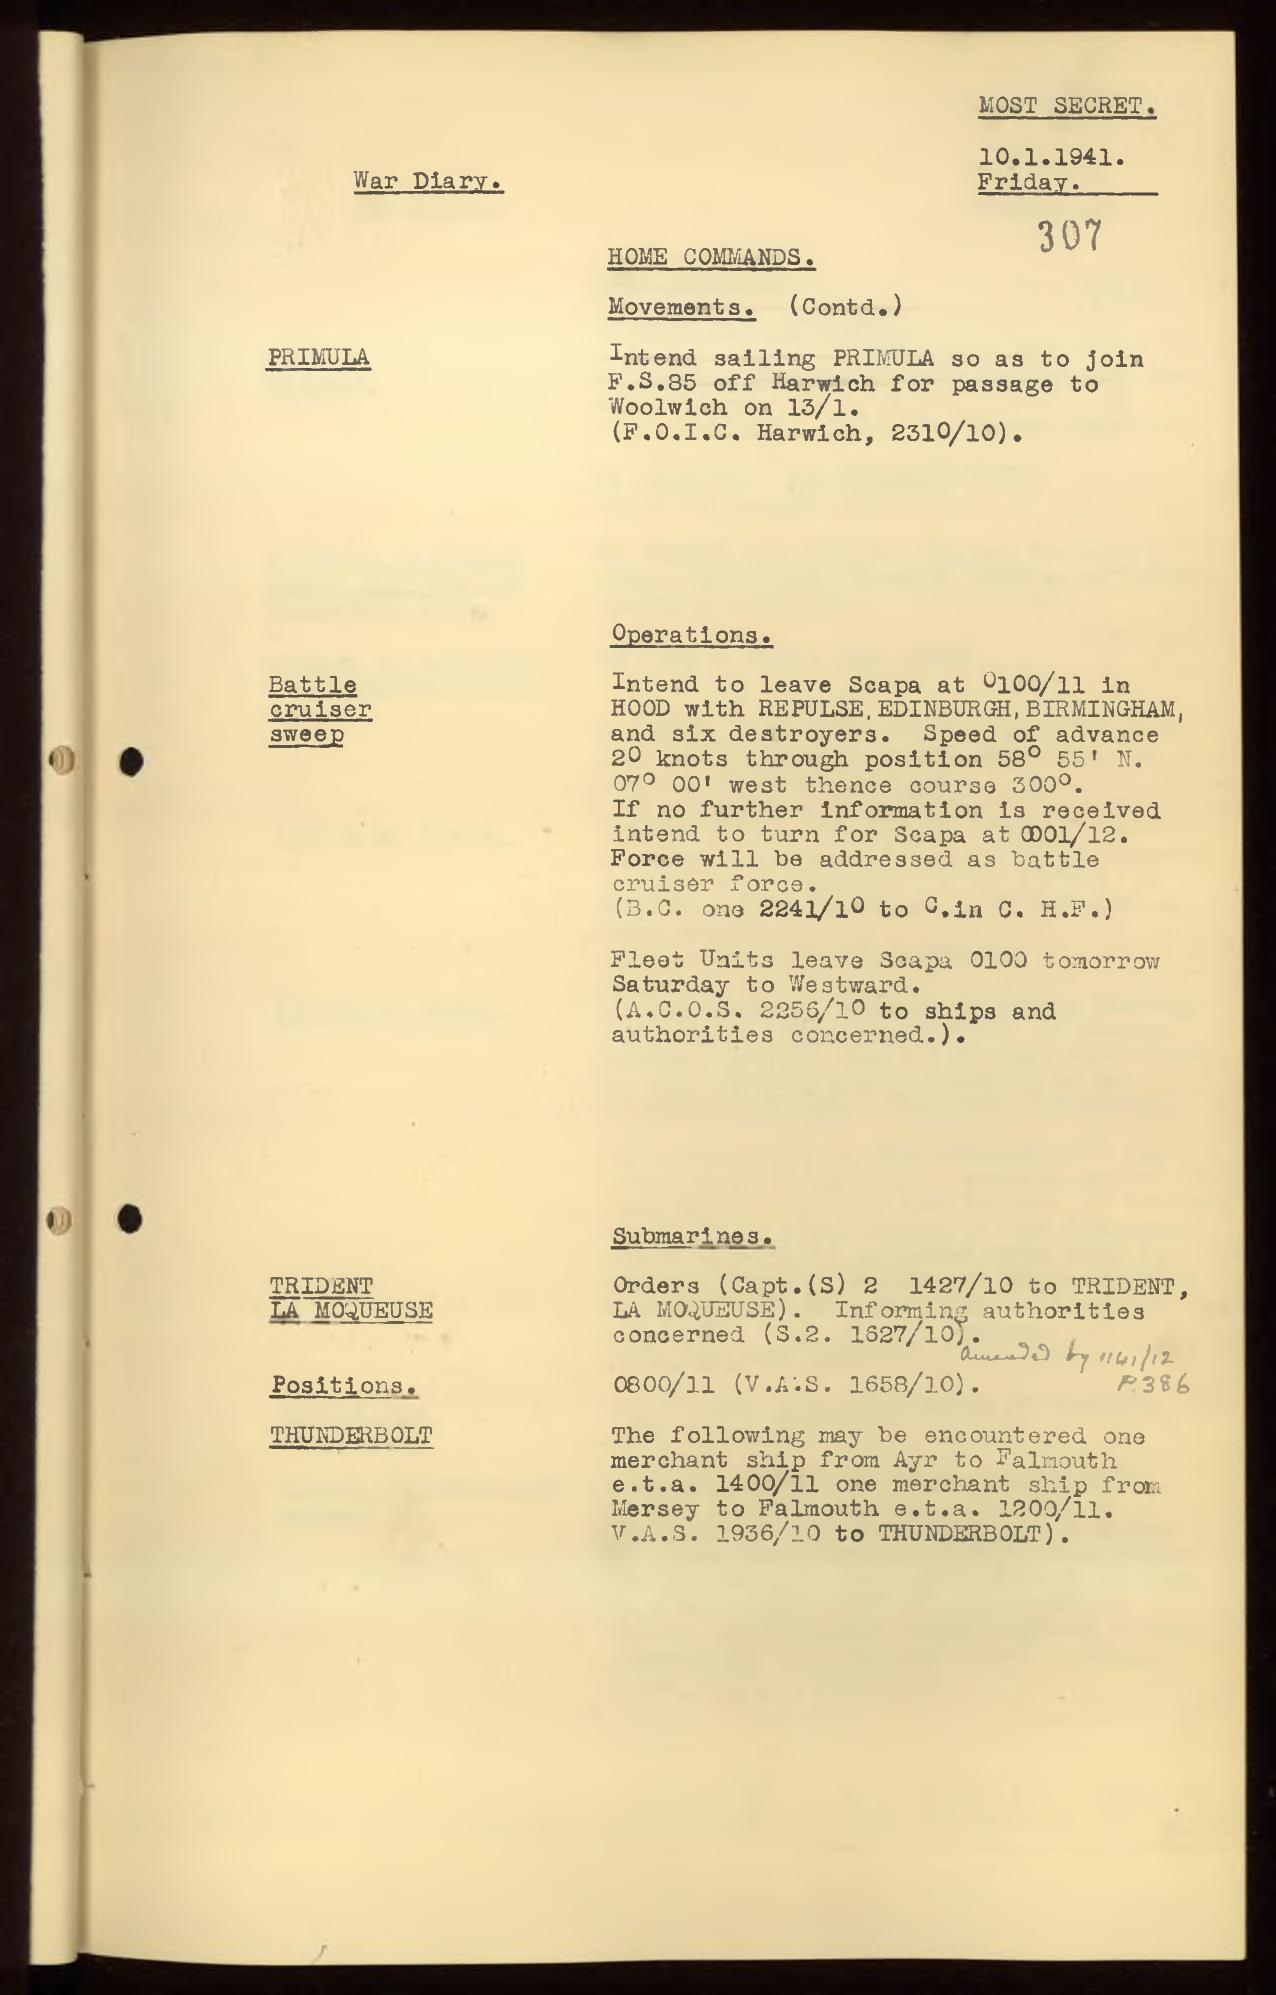 MOST SECRET.
10.1.1941.
War Diary.
Friday.
307
HOME COMMANDS.
Movements. (Contd.)
PRIMULA
Intend sailing PRIMULA so as to join
F.S.85 off Harwich for passage to
Woolwich on 13/1.
(F.O.I.C. Harwich, 2310/10).
Operations.
Battle
cruiser
sweep
Intend to leave Scapa at 0100/11 in
HOOD with REPULSE, EDINBURGH, BIRMINGHAM,
and six destroyers. Speed of advance
20 knots through position 58° 55' N.
07° 00' west thence course 300°.
If no further information is received
intend to turn for Scapa at 0001/12.
Force will be addressed as battle
cruiser force.
(B.C. one 2241/10 to C.in C. H.F.)
Fleet Units leave Scapa 0100 tomorrow
Saturday to Westward.
(A.C.O.S. 2256/10 to ships and
authorities concerned.).
Submarines.
TRIDENT
LA MOQUEUSE
Orders (Capt.(S) 2 1427/10 to TRIDENT,
LA MOQUEUSE). Informing authorities
concerned (S.2. 1627/10).
amended by 1141/12
P.386
Positions.
0800/11 (V.A.S. 1658/10).
THUNDERBOLT
The following may be encountered one
merchant ship from Ayr to Falmouth
e.t.a. 1400/11 one merchant ship from
Mersey to Falmouth e.t.a. 1200/11.
V.A.S. 1936/10 to THUNDERBOLT).